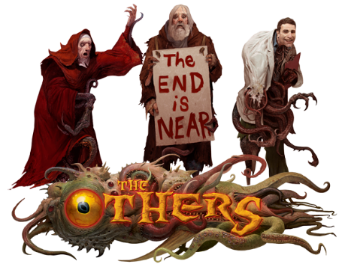 The
END
is
NEAR
THE
OTHERS